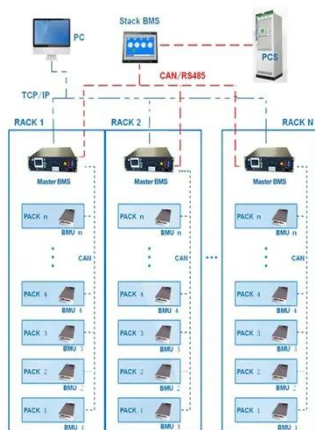 Stack BMS
PC
PCS
CAN/RS485
TCP/IP
RACK 1
RACK 2
RACK N
Master BMS
Master BMS
Master BMS
PACK n
BMU n
PACK n
BMU n
PACK n
BMU n
CAN
CAN
CAN
...
PACK 4
BMU 4
PACK 4
BMU 4
PACK 4
BMU 4
PACK 3
BMU 3
PACK 3
BMU 3
PACK 3
BMU 3
PACK 2
BMU 2
PACK 2
BMU 2
PACK 2
BMU 2
PACK 1
BMU 1
PACK 1
BMU 1
PACK 1
BMU 1